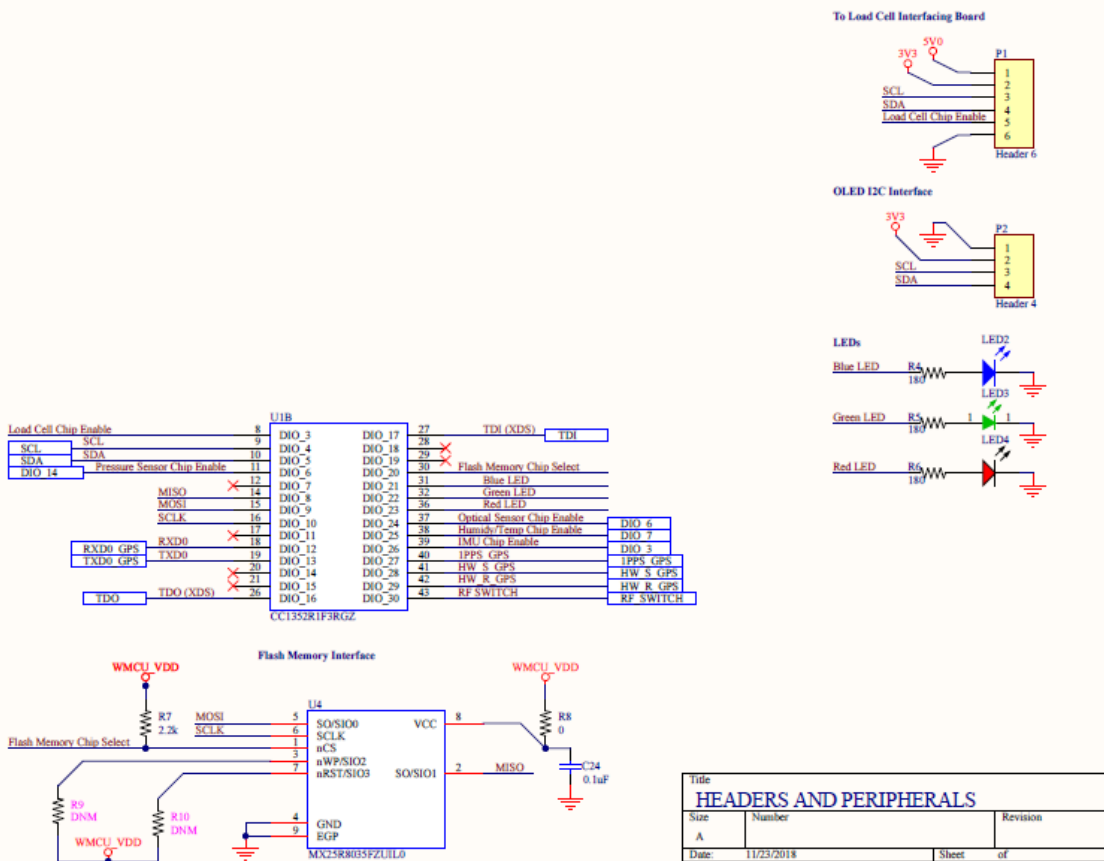 To Load Cell Interfacing Board
5V0
3V3
P1
1
2
SCL
3
SDA
4
Load Cell Chip Enable
5
6
Header 6
OLED I2C Interface
3V3
P2
1
2
SCL
3
SDA
4
Header 4
LEDs
LED2
Blue LED
R4
180
LED3
Green LED
R5
180
1
1
LED4
Red LED
R6
180
U1B
Load Cell Chip Enable
8
DIO_3
DIO_17
27
TDI (XDS)
TDI
SCL
SCL
9
DIO_4
DIO_18
28
SDA
SDA
10
DIO_5
DIO_19
29
DIO_14
Pressure Sensor Chip Enable
11
DIO_6
DIO_20
30
Flash Memory Chip Select
12
DIO_7
DIO_21
31
Blue LED
MISO
14
DIO_8
DIO_22
32
Green LED
MOSI
15
DIO_9
DIO_23
36
Red LED
SCLK
16
DIO_10
DIO_24
37
Optical Sensor Chip Enable
DIO_6
17
DIO_11
DIO_25
38
Humidy/Temp Chip Enable
DIO_7
RXD0_GPS
RXD0
18
DIO_12
DIO_26
39
IMU Chip Enable
DIO_3
TXD0_GPS
TXD0
19
DIO_13
DIO_27
40
1PPS_GPS
1PPS_GPS
20
DIO_14
DIO_28
41
HW_S_GPS
HW_S_GPS
21
DIO_15
DIO_29
42
HW_R_GPS
HW_R_GPS
TDO
TDO (XDS)
26
DIO_16
DIO_30
43
RF SWITCH
RF_SWITCH
CC1352R1F3RGZ
Flash Memory Interface
WMCU_VDD
WMCU_VDD
U4
R7
2.2k
MOSI
5
SO/SIO0
VCC
8
R8
0
SCLK
6
SCLK
Flash Memory Chip Select
1
nCS
3
nWP/SIO2
7
nRST/SIO3
SO/SIO1
2
MISO
C24
0.1uF
R9
DNM
R10
DNM
4
GND
9
EGP
WMCU_VDD
MX25R8035FZUIL0
Title
HEADERS AND PERIPHERALS
Size
Number
Revision
A
Date:
11/23/2018
Sheet
of